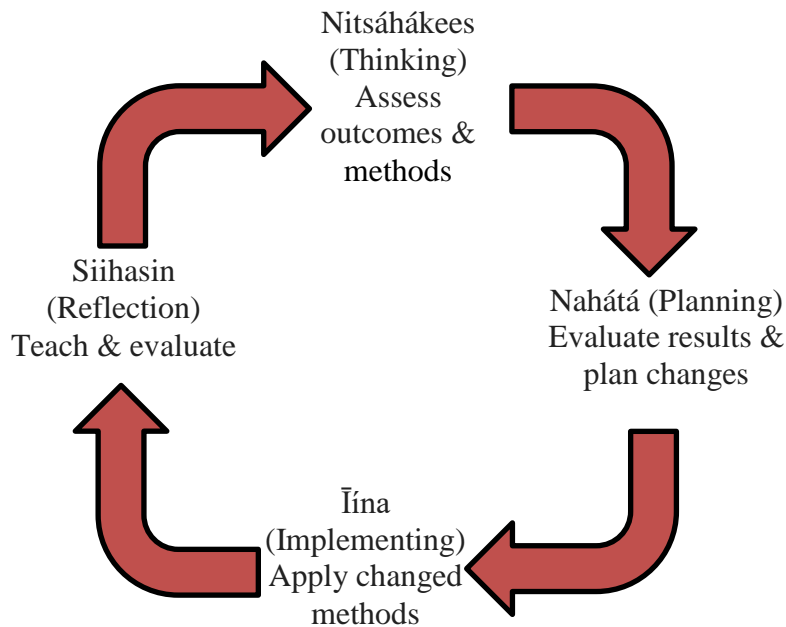 Nitsáhákees
(Thinking)
Assess
outcomes &
methods
Nahátá (Planning)
Evaluate results &
plan changes
Īína
(Implementing)
Apply changed
methods
Siihasin
(Reflection)
Teach & evaluate